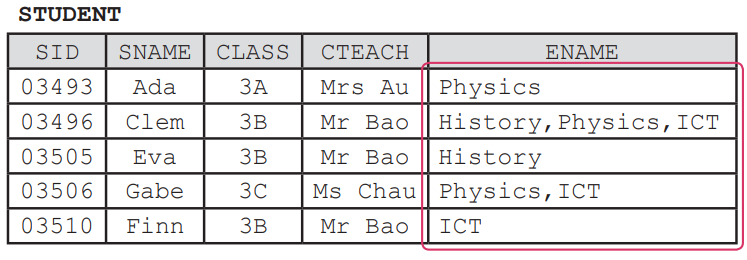 STUDENT
SID SNAME CLASS CTEACH ENAME
03493 Ada 3A Mrs Au Physics
03496 Clem 3B Mr Bao History,Physics,ICT
03505 Eva 3B Mr Bao History
03506 Gabe 3C Ms Chau Physics,ICT
03510 Finn 3B Mr Bao ICT